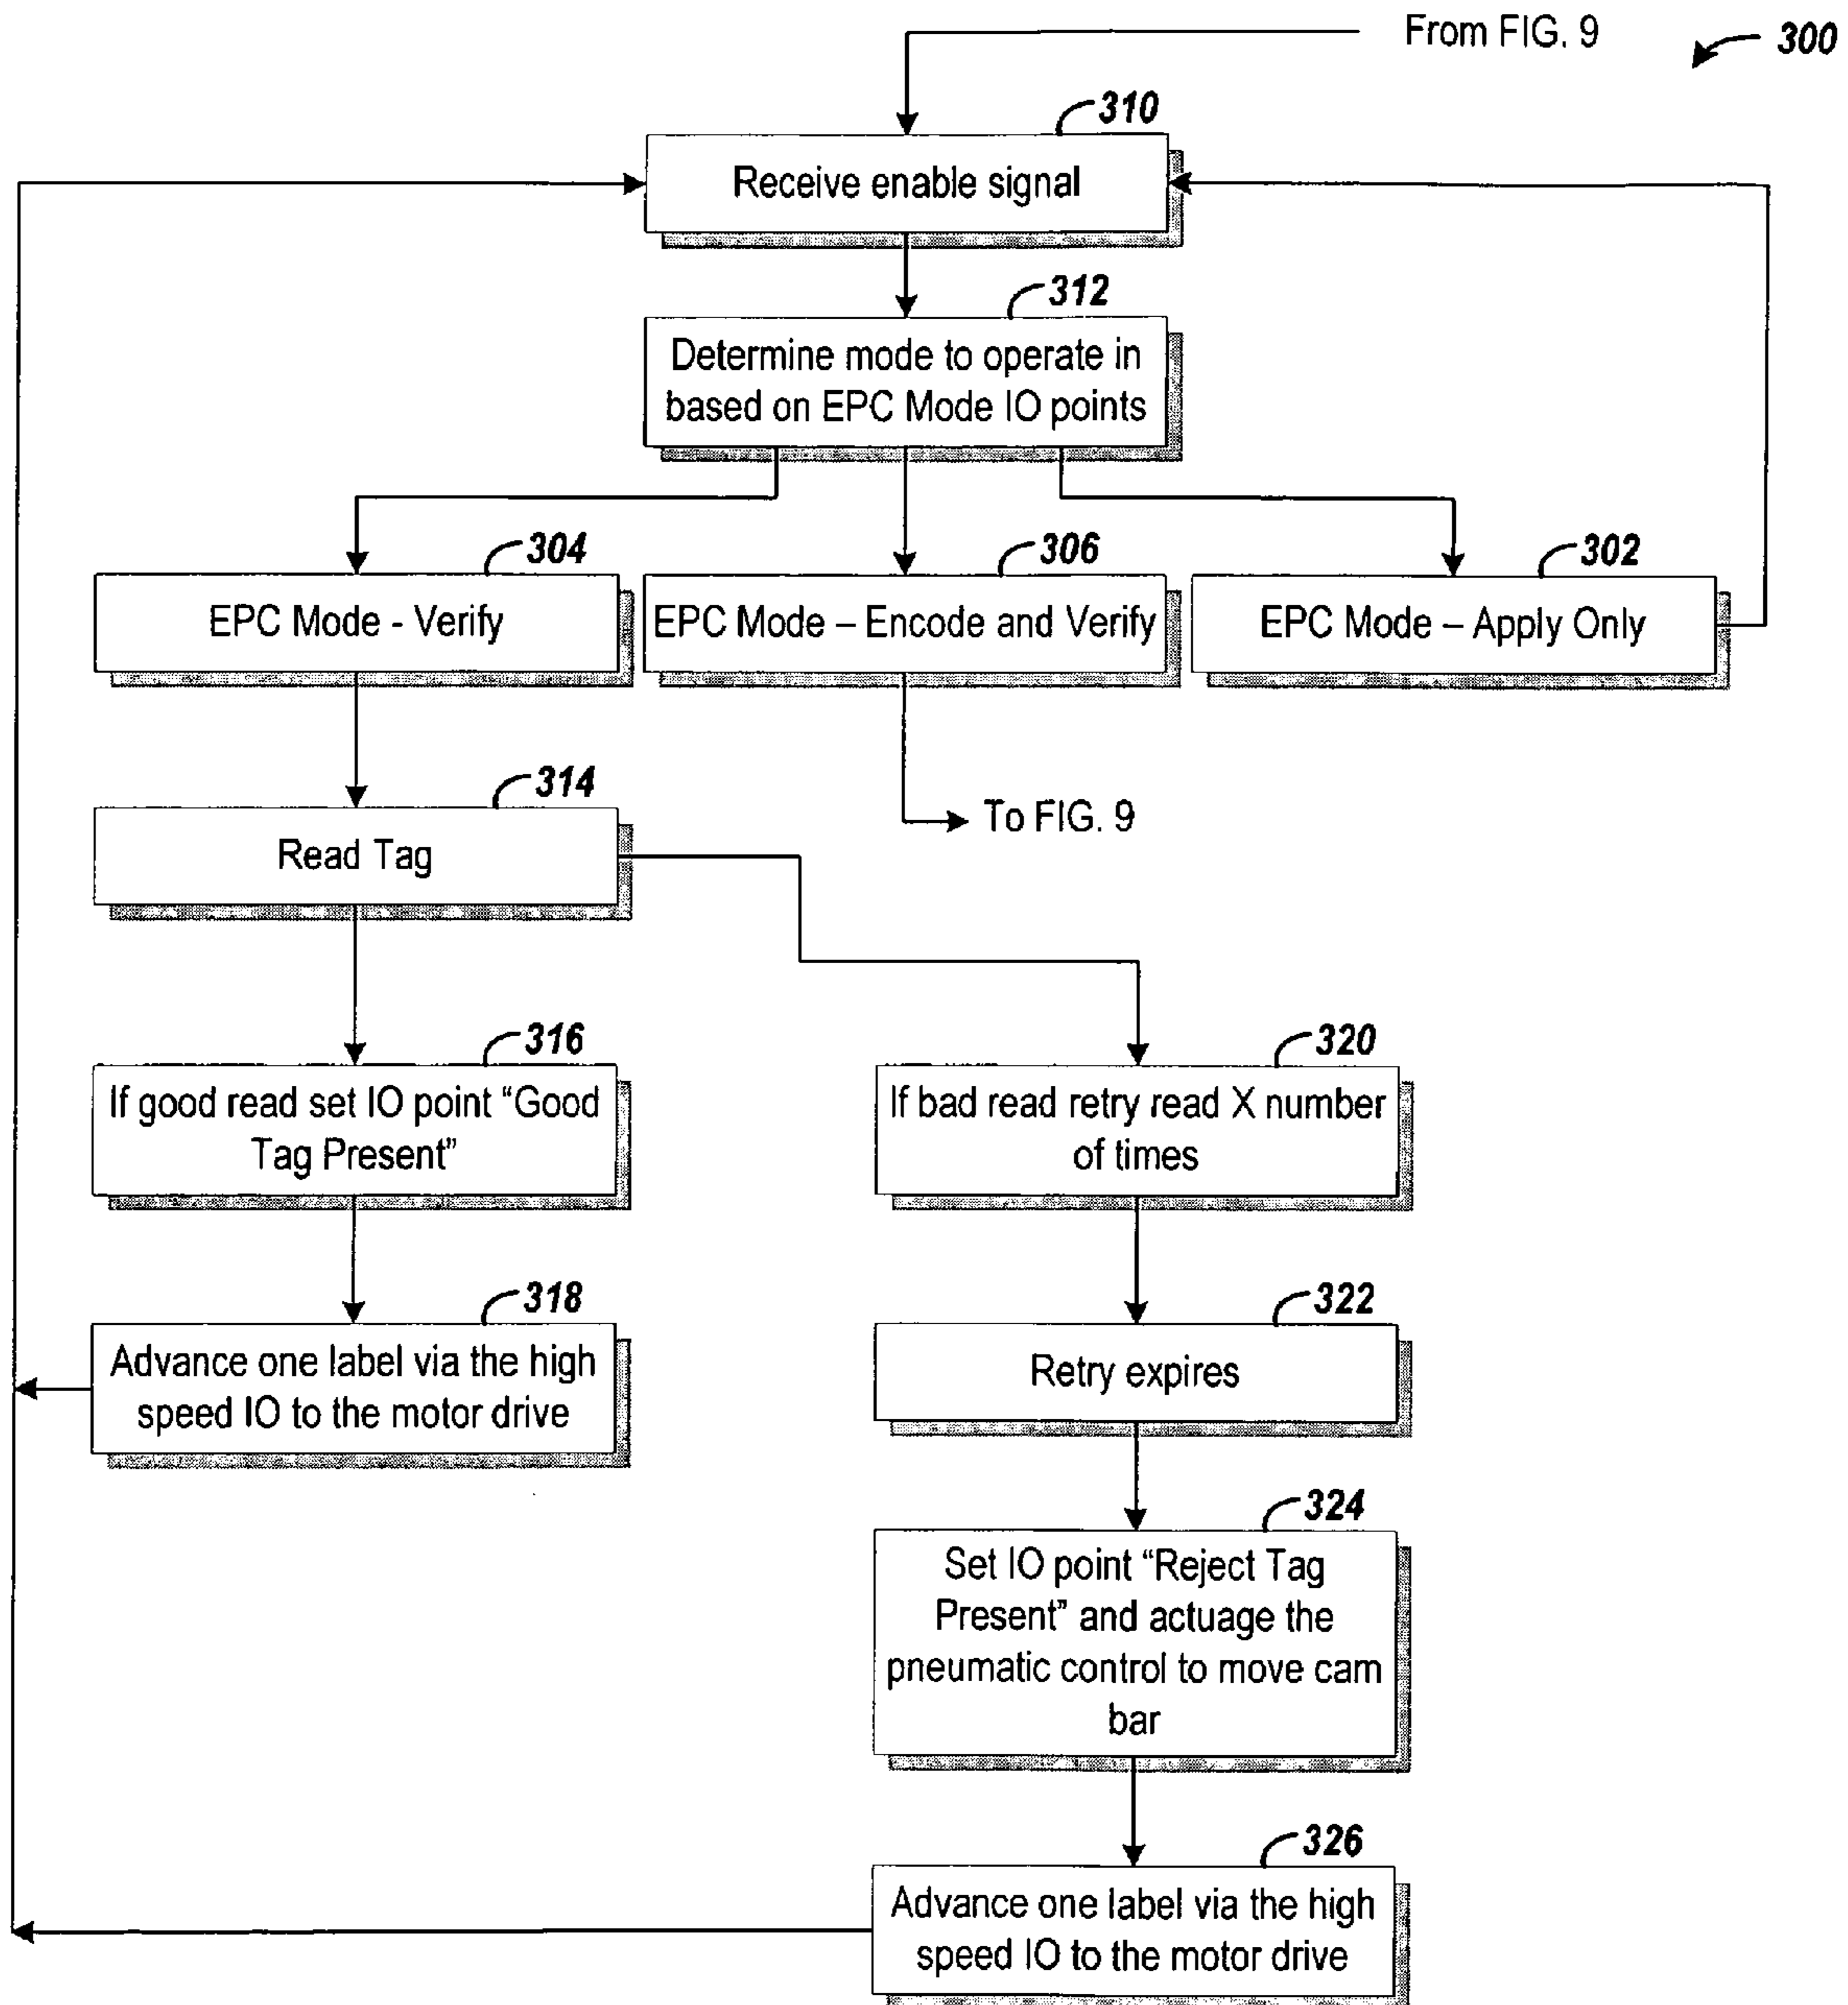 From FIG. 9
300
310
Receive enable signal
312
Determine mode to operate in
based on EPC Mode IO points
304
EPC Mode - Verify
306
EPC Mode – Encode and Verify
302
EPC Mode – Apply Only
314
Read Tag
To FIG. 9
316
If good read set IO point “Good
Tag Present”
320
If bad read retry read X number
of times
318
Advance one label via the high
speed IO to the motor drive
322
Retry expires
324
Set IO point “Reject Tag
Present” and actuage the
pneumatic control to move cam
bar
326
Advance one label via the high
speed IO to the motor drive